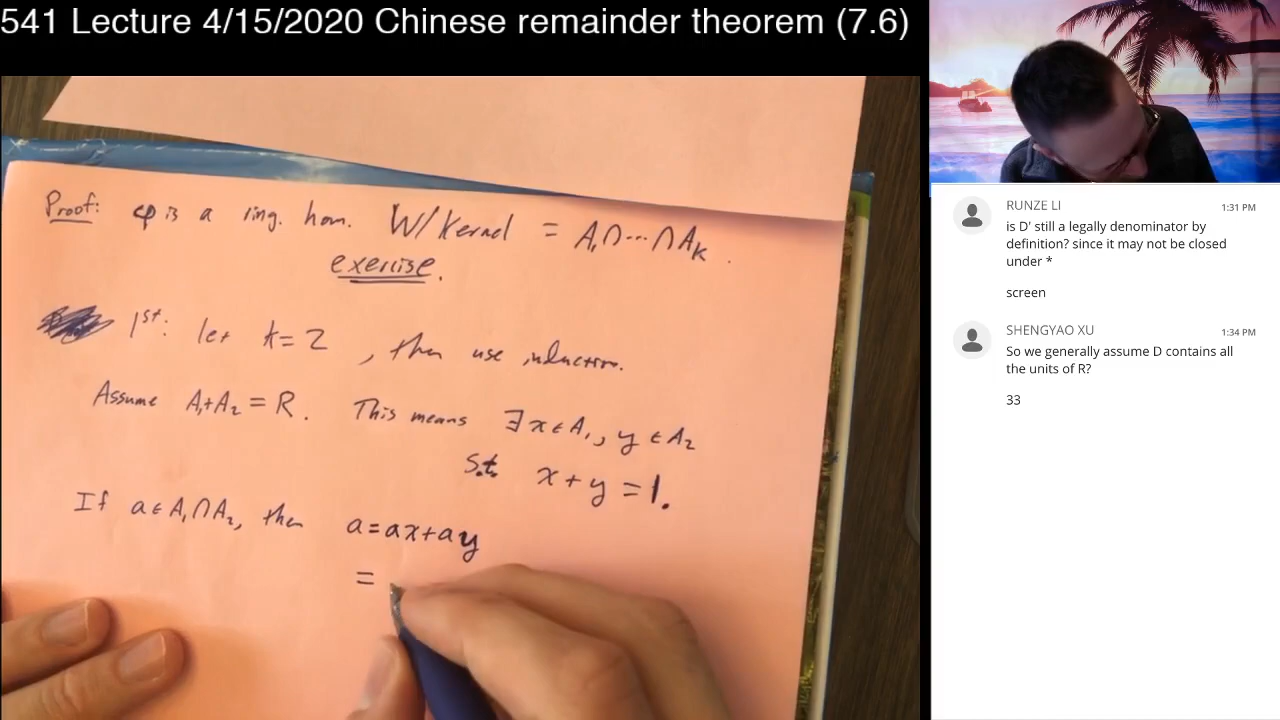 541 Lecture 4/15/2020 Chinese remainder theorem (7.6)
Proof: φ is a ring. hom. W/Kernel = A₁∩···∩Aₖ.
exercise.
1st: let k=2, then use induction.
Assume A₁+A₂=R. This means ∃x∈A₁, y∈A₂
s.t. x+y=1.
If a∈A₁∩A₂, then a=ax+ay
=
RUNZE LI 1:31 PM
is D' still a legally denominator by
definition? since it may not be closed
under *
screen
SHENGYAO XU 1:34 PM
So we generally assume D contains all
the units of R?
33